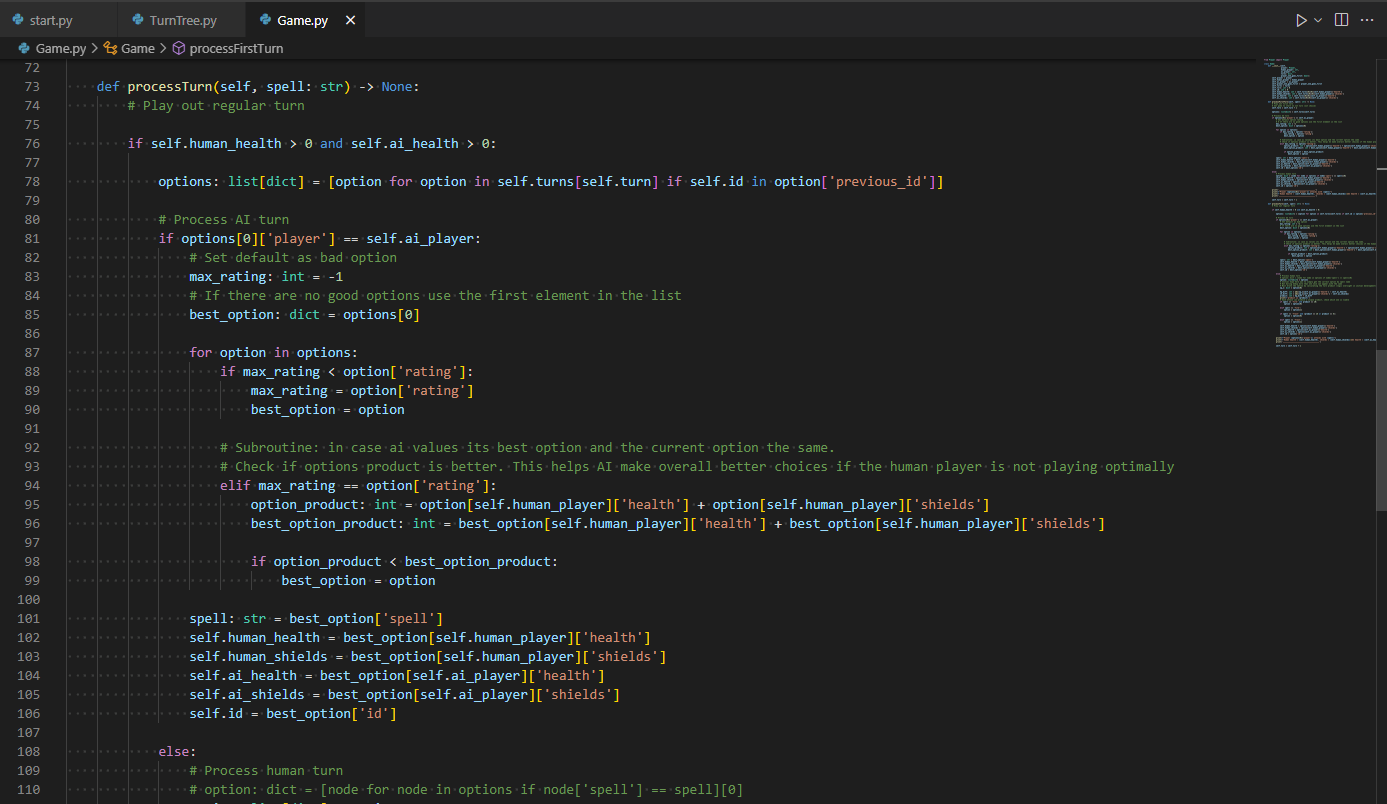 start.py TurnTree.py Game.py
Game.py Game processFirstTurn
72
73 def processTurn(self, spell: str) -> None:
74 # Play out regular turn
75
76 if self.human_health > 0 and self.ai_health > 0:
77
78 options: list[dict] = [option for option in self.turns[self.turn] if self.id in option['previous_id']]
79
80 # Process AI turn
81 if options[0]['player'] == self.ai_player:
82 # Set default as bad option
83 max_rating: int = -1
84 # If there are no good options use the first element in the list
85 best_option: dict = options[0]
86
87 for option in options:
88 if max_rating < option['rating']:
89 max_rating = option['rating']
90 best_option = option
91
92 # Subroutine: in case ai values its best option and the current option the same.
93 # Check if options product is better. This helps AI make overall better choices if the human player is not playing optimally
94 elif max_rating == option['rating']:
95 option_product: int = option[self.human_player]['health'] + option[self.human_player]['shields']
96 best_option_product: int = best_option[self.human_player]['health'] + best_option[self.human_player]['shields']
97
98 if option_product < best_option_product:
99 best_option = option
100
101 spell: str = best_option['spell']
102 self.human_health = best_option[self.human_player]['health']
103 self.human_shields = best_option[self.human_player]['shields']
104 self.ai_health = best_option[self.ai_player]['health']
105 self.ai_shields = best_option[self.ai_player]['shields']
106 self.id = best_option['id']
107
108 else:
109 # Process human turn
110 # option: dict = [node for node in options if node['spell'] == spell][0]